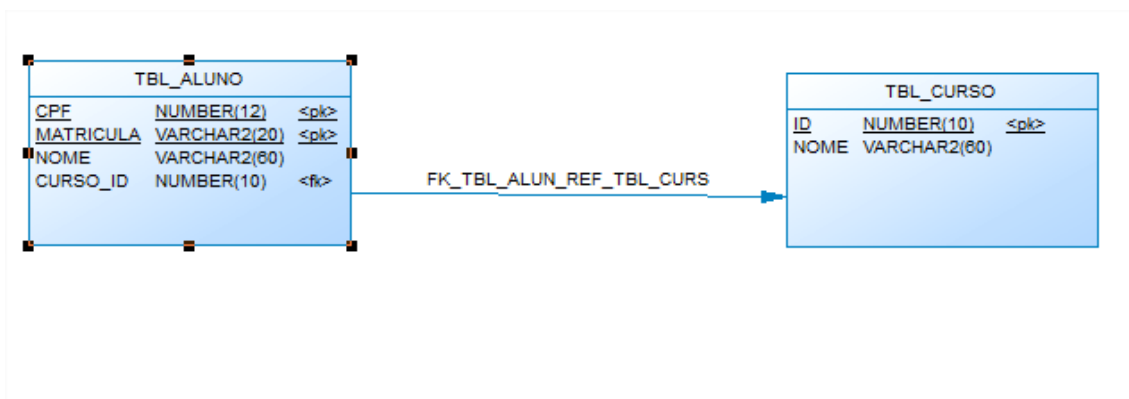 TBL_ALUNO
CPF NUMBER(12) <pk>
MATRICULA VARCHAR2(20) <pk>
NOME VARCHAR2(60)
CURSO_ID NUMBER(10) <fk>
FK_TBL_ALUN_REF_TBL_CURS
TBL_CURSO
ID NUMBER(10) <pk>
NOME VARCHAR2(60)